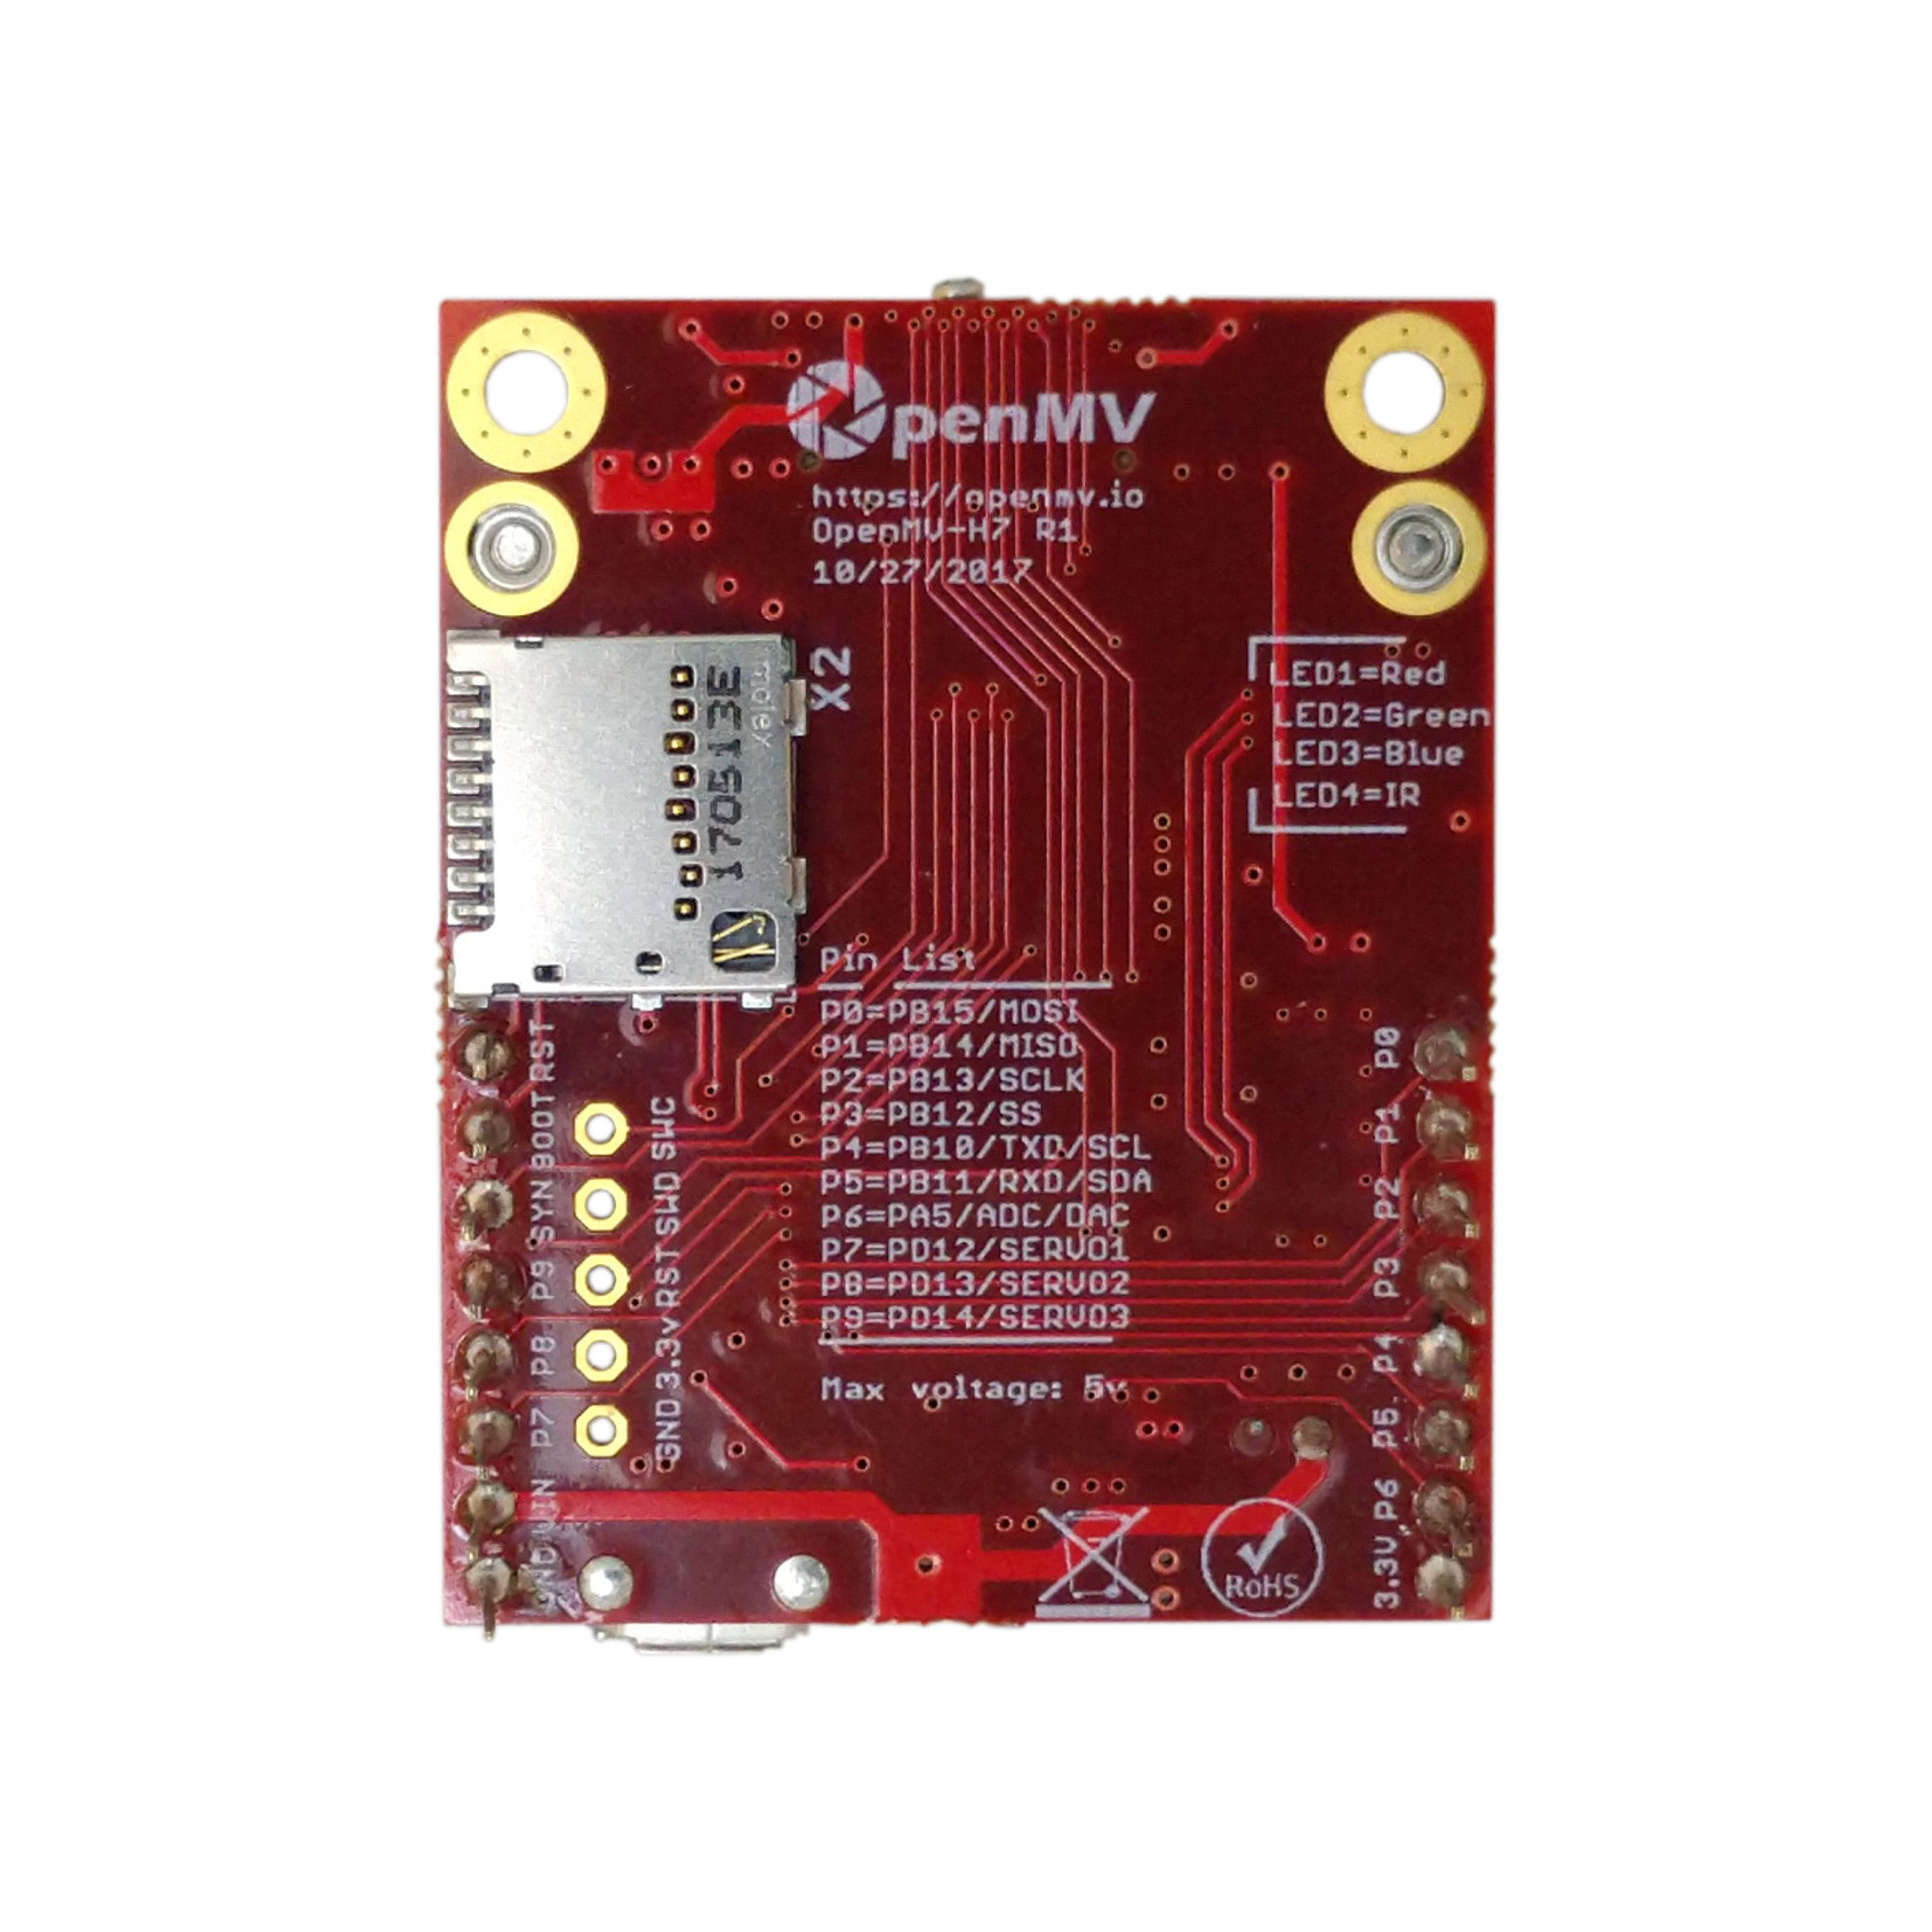 OpenMV
https://openmv.io
OpenMV-H7 R1
10/27/2017
molex
170513E
X2
LED1=Red
LED2=Green
LED3=Blue
LED4=IR
Pin List
P0=PB15/MOSI
P1=PB14/MISO
P2=PB13/SCLK
P3=PB12/SS
P4=PB10/TXD/SCL
P5=PB11/RXD/SDA
P6=PA5/ADC/DAC
P7=PD12/SERVO1
P8=PD13/SERVO2
P9=PD14/SERVO3
Max voltage: 5v
GND VIN P7 P8 P9 SYN BOOT RST
GND 3.3v RST SWD SWC
3.3V P6 P5 P4 P3 P2 P1 P0
RoHS